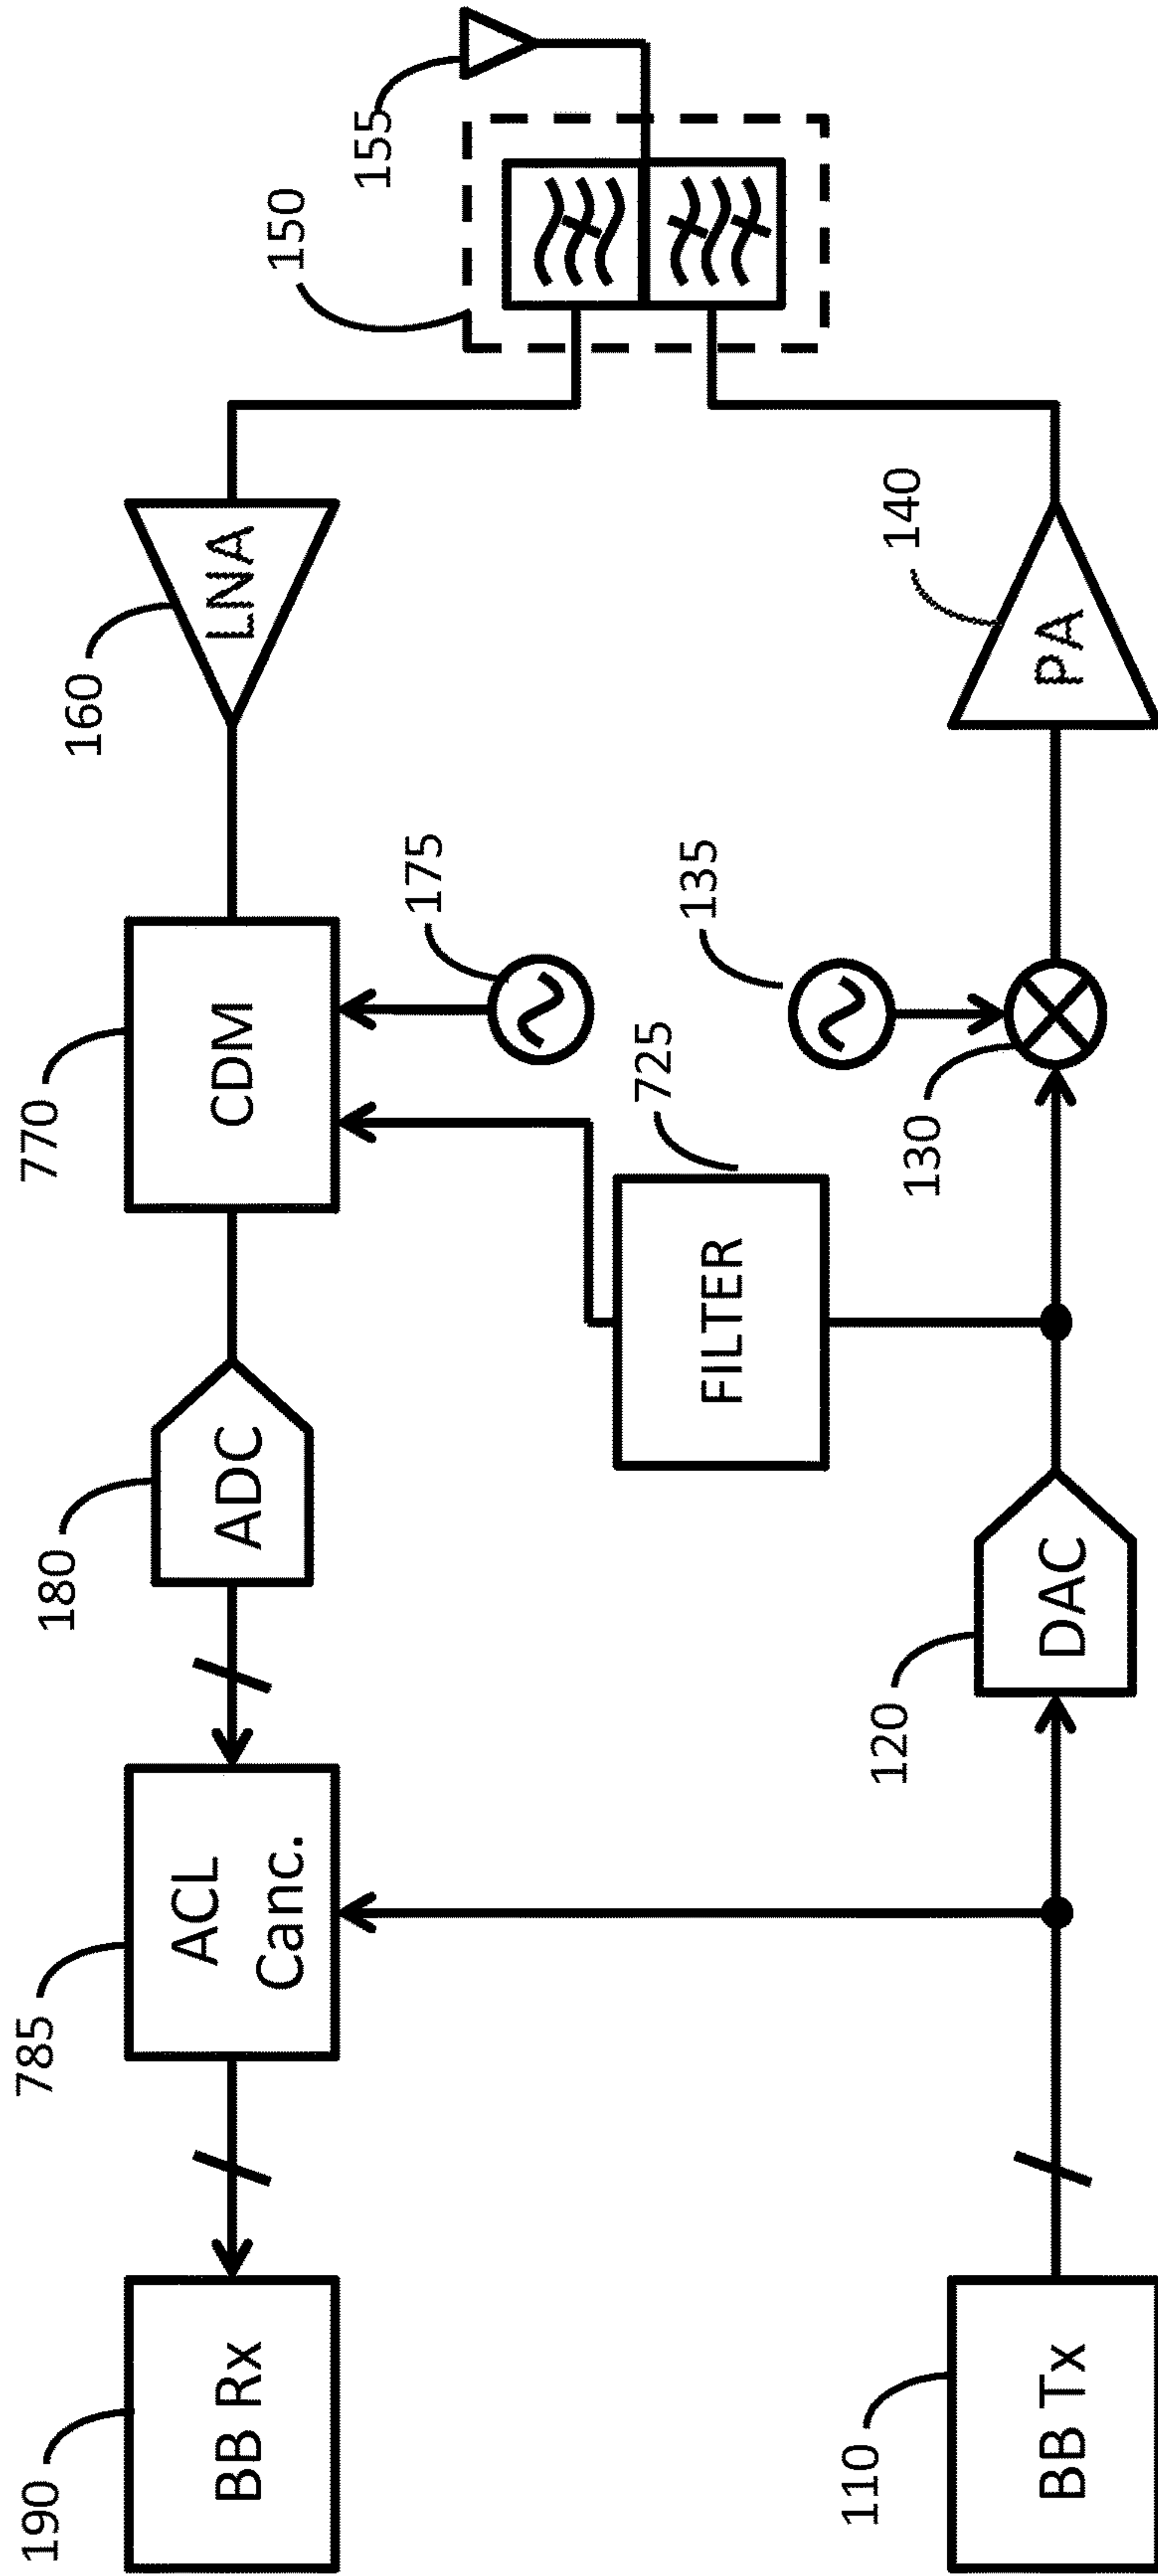 190
BB Rx
785
ACL
Canc.
180
ADC
770
CDM
160
LNA
150
155
175
725
FILTER
135
110
BB Tx
120
DAC
130
140
PA